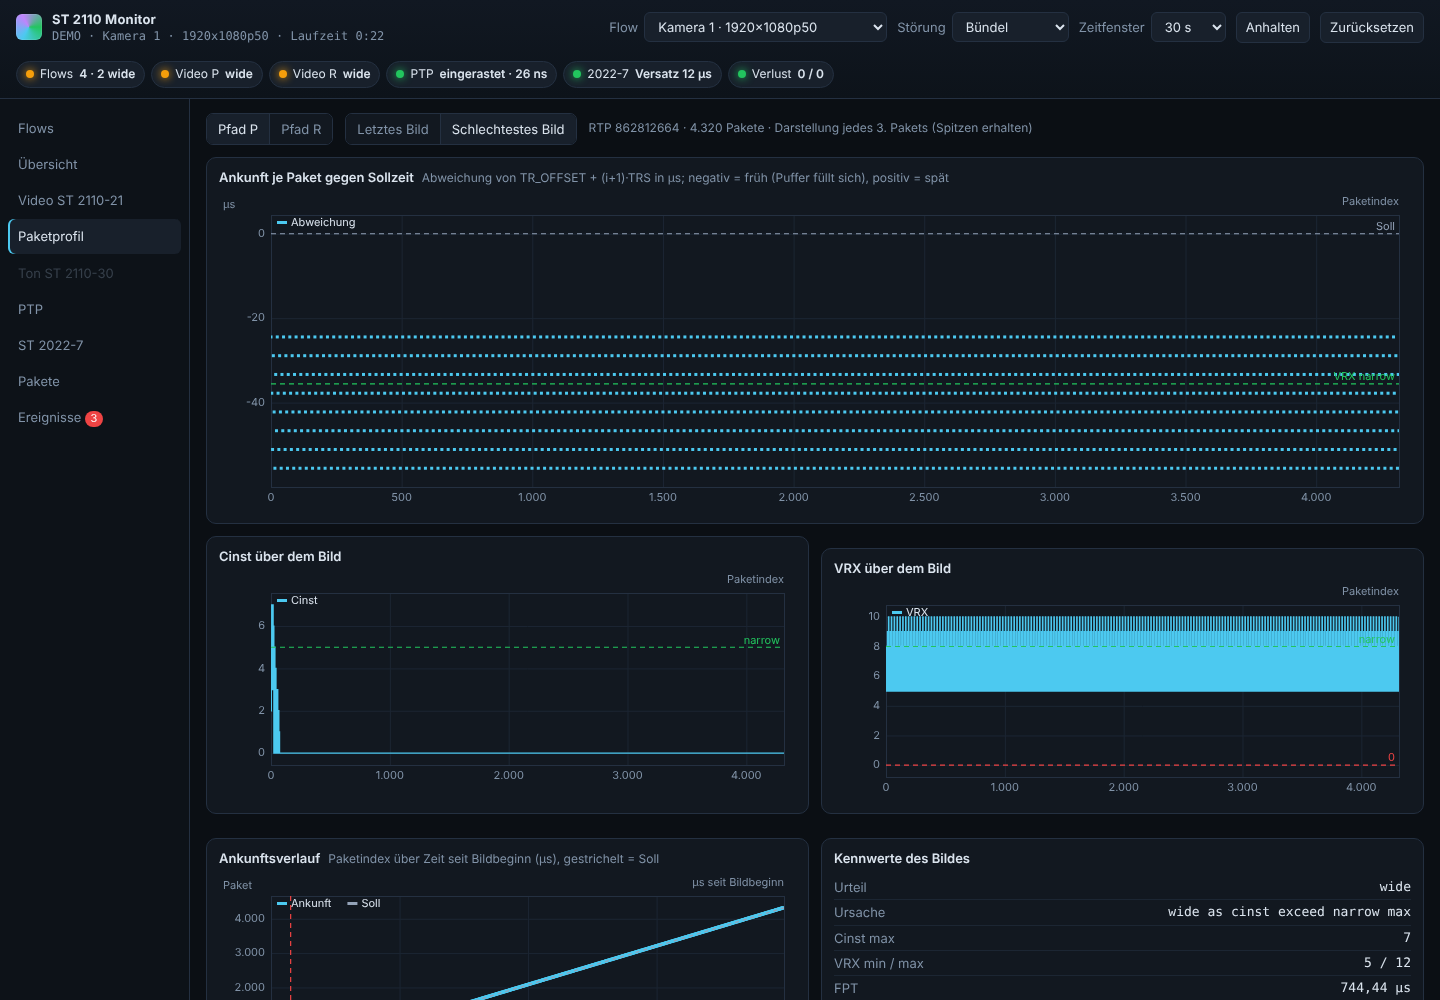 ST 2110 Monitor
DEMO · Kamera 1 · 1920x1080p50 · Laufzeit 0:22
Flow Kamera 1 · 1920×1080p50 Störung Bündel Zeitfenster 30 s Anhalten Zurücksetzen
Flows 4 · 2 wide Video P wide Video R wide PTP eingerastet · 26 ns 2022-7 Versatz 12 µs Verlust 0 / 0
Flows
Übersicht
Video ST 2110-21
Paketprofil
Ton ST 2110-30
PTP
ST 2022-7
Pakete
Ereignisse 3
Pfad P Pfad R Letztes Bild Schlechtestes Bild RTP 862812664 · 4.320 Pakete · Darstellung jedes 3. Pakets (Spitzen erhalten)
Ankunft je Paket gegen Sollzeit Abweichung von TR_OFFSET + (i+1)·TRS in µs; negativ = früh (Puffer füllt sich), positiv = spät
µs Paketindex
Abweichung
Soll
0
-20
VRX narrow
-40
0 500 1.000 1.500 2.000 2.500 3.000 3.500 4.000
Cinst über dem Bild
Paketindex
Cinst
6
narrow
4
2
0
0 1.000 2.000 3.000 4.000
VRX über dem Bild
Paketindex
VRX
10
narrow
8
6
4
2
0
0
0 1.000 2.000 3.000 4.000
Ankunftsverlauf Paketindex über Zeit seit Bildbeginn (µs), gestrichelt = Soll
Paket µs seit Bildbeginn
Ankunft Soll
4.000
3.000
2.000
Kennwerte des Bildes
Urteil wide
Ursache wide as cinst exceed narrow max
Cinst max 7
VRX min / max 5 / 12
FPT 744,44 µs